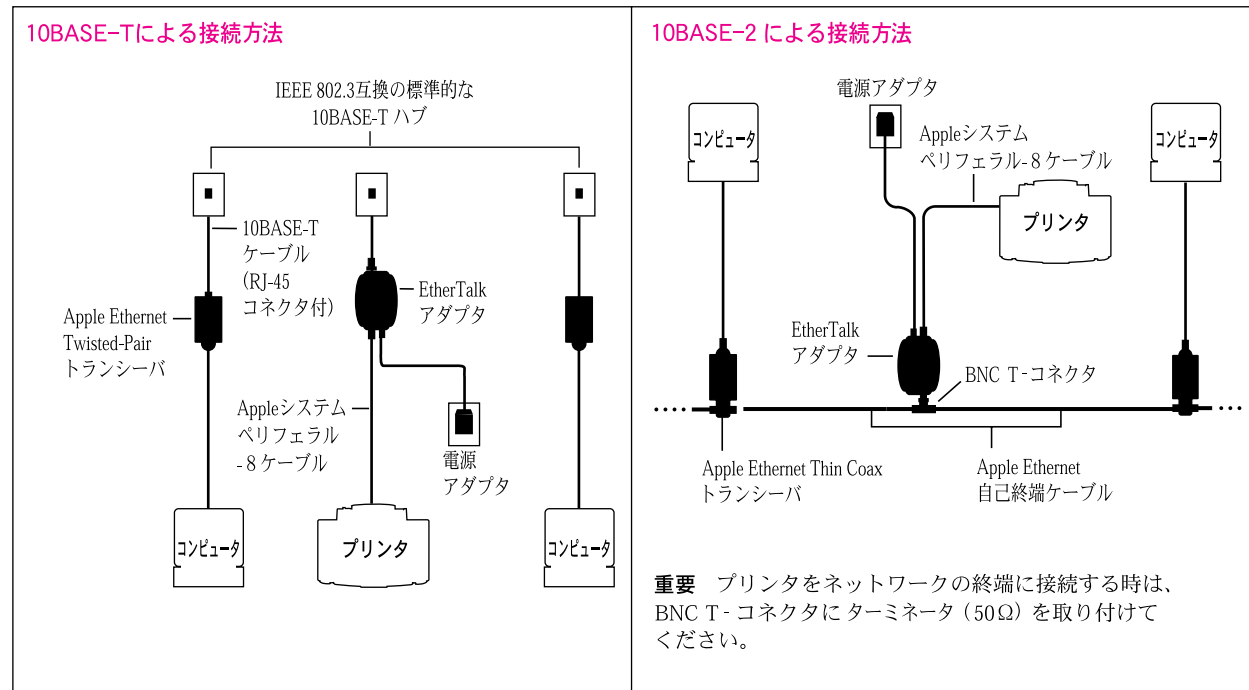 10BASE-Tによる接続方法
IEEE 802.3互換の標準的な
10BASE-T ハブ
10BASE-T
ケーブル
(RJ-45
コネクタ付)
EtherTalk
アダプタ
Apple Ethernet
Twisted-Pair
トランシーバ
Appleシステム
ペリフェラル
-8ケーブル
電源
アダプタ
コンピュータ
プリンタ
コンピュータ
10BASE-2 による接続方法
電源アダプタ
コンピュータ
Appleシステム
ペリフェラル-8ケーブル
コンピュータ
プリンタ
EtherTalk
アダプタ
BNC T-コネクタ
Apple Ethernet Thin Coax
トランシーバ
Apple Ethernet
自己終端ケーブル
重要 プリンタをネットワークの終端に接続する時は、
BNC T-コネクタにターミネータ(50Ω)を取り付けて
ください。